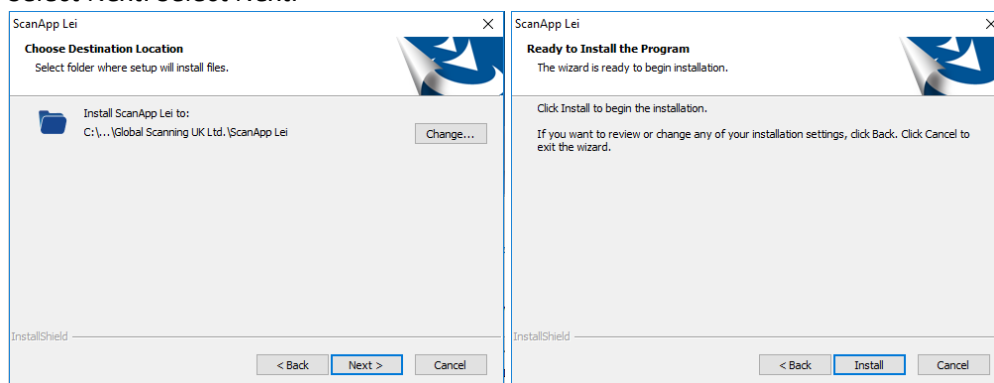 Select Next. Select Next.
ScanApp Lei
Choose Destination Location
Select folder where setup will install files.
Install ScanApp Lei to:
C:\...\Global Scanning UK Ltd.\ScanApp Lei
Change...
InstallShield
< Back Next > Cancel
ScanApp Lei
Ready to Install the Program
The wizard is ready to begin installation.
Click Install to begin the installation.
If you want to review or change any of your installation settings, click Back. Click Cancel to
exit the wizard.
InstallShield
< Back Install Cancel